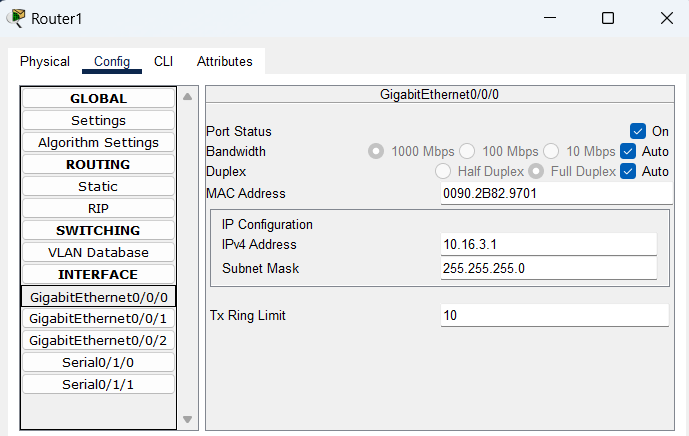 Router1
Physical Config CLI Attributes
GLOBAL
Settings
Algorithm Settings
ROUTING
Static
RIP
SWITCHING
VLAN Database
INTERFACE
GigabitEthernet0/0/0
GigabitEthernet0/0/1
GigabitEthernet0/0/2
Serial0/1/0
Serial0/1/1
GigabitEthernet0/0/0
Port Status On
Bandwidth 1000 Mbps 100 Mbps 10 Mbps Auto
Duplex Half Duplex Full Duplex Auto
MAC Address 0090.2B82.9701
IP Configuration
IPv4 Address 10.16.3.1
Subnet Mask 255.255.255.0
Tx Ring Limit 10